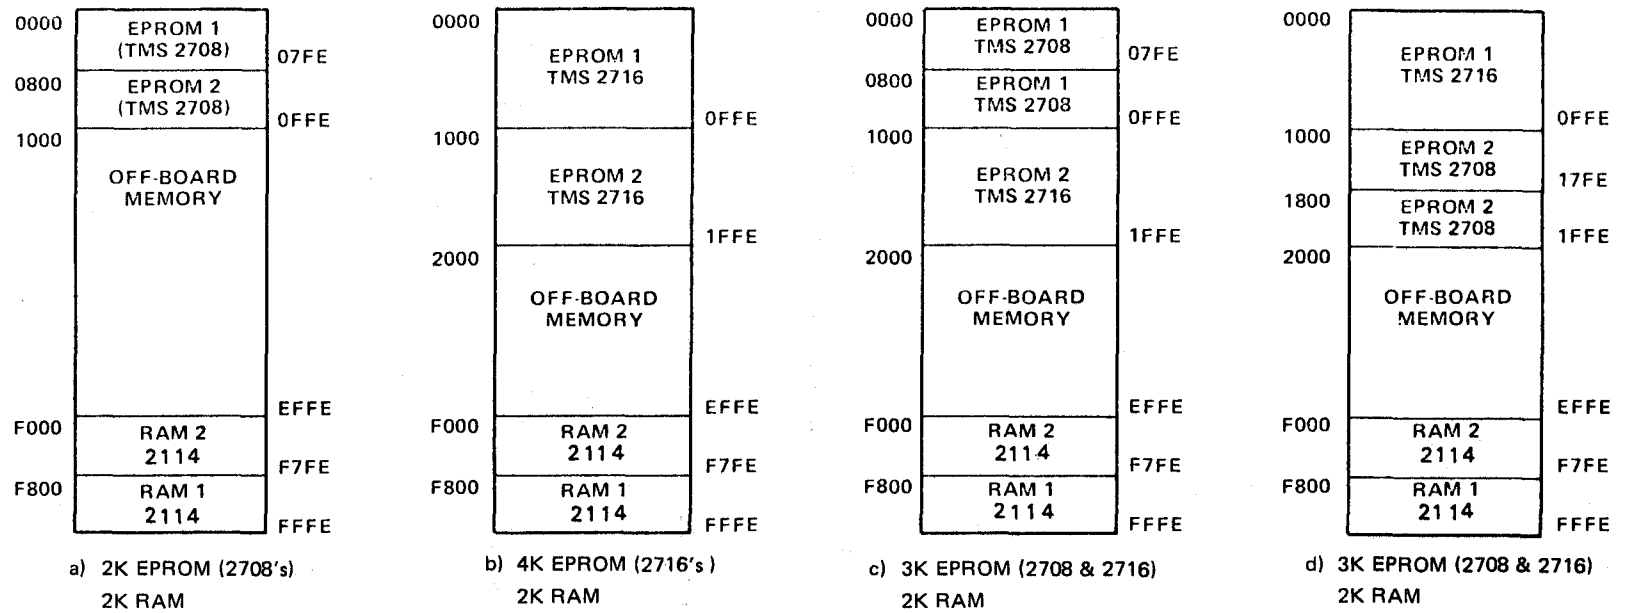 0000
EPROM 1
(TMS 2708)
07FE
0800
EPROM 2
(TMS 2708)
0FFE
1000
OFF-BOARD
MEMORY
EFFE
F000
RAM 2
2114
F7FE
F800
RAM 1
2114
FFFE
a) 2K EPROM (2708's)
2K RAM
0000
EPROM 1
TMS 2716
0FFE
1000
EPROM 2
TMS 2716
1FFE
2000
OFF-BOARD
MEMORY
EFFE
F000
RAM 2
2114
F7FE
F800
RAM 1
2114
FFFE
b) 4K EPROM (2716's)
2K RAM
0000
EPROM 1
TMS 2708
07FE
0800
EPROM 1
TMS 2708
0FFE
1000
EPROM 2
TMS 2716
1FFE
2000
OFF-BOARD
MEMORY
EFFE
F000
RAM 2
2114
F7FE
F800
RAM 1
2114
FFFE
c) 3K EPROM (2708 & 2716)
2K RAM
0000
EPROM 1
TMS 2716
0FFE
1000
EPROM 2
TMS 2708
17FE
1800
EPROM 2
TMS 2708
1FFE
2000
OFF-BOARD
MEMORY
EFFE
F000
RAM 2
2114
F7FE
F800
RAM 1
2114
FFFE
d) 3K EPROM (2708 & 2716)
2K RAM